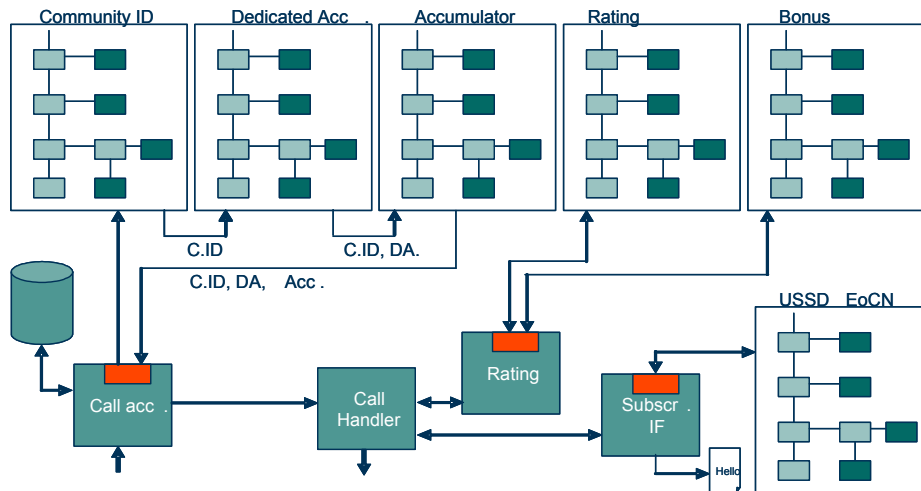 Community ID
Dedicated Acc .
Accumulator
Rating
Bonus
C.ID
C.ID, DA.
C.ID, DA, Acc .
USSD EoCN
Rating
Call acc .
Call
Handler
Subscr .
IF
Hello